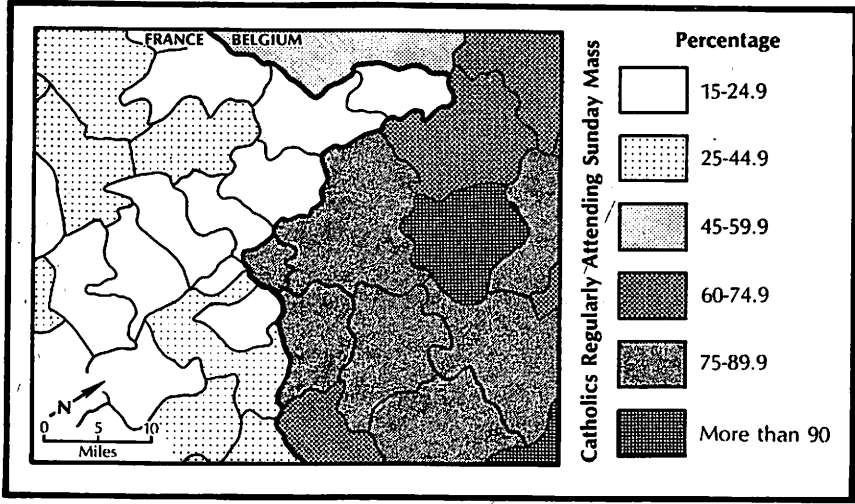 FRANCE BELGIUM
N
0 5 10
Miles
Catholics Regularly Attending Sunday Mass
Percentage
15-24.9
25-44.9
45-59.9
60-74.9
75-89.9
More than 90